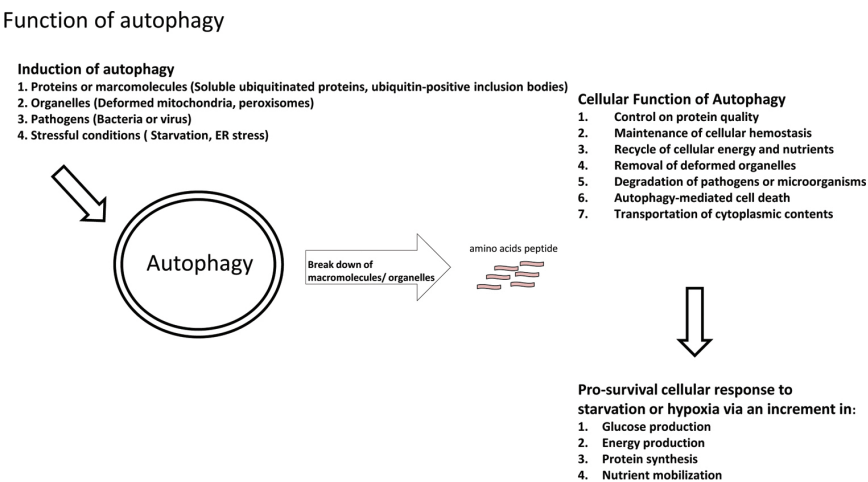 Function of autophagy
Induction of autophagy
1. Proteins or marcomolecules (Soluble ubiquitinated proteins, ubiquitin-positive inclusion bodies)
2. Organelles (Deformed mitochondria, peroxisomes)
3. Pathogens (Bacteria or virus)
4. Stressful conditions ( Starvation, ER stress)
Autophagy
Break down of
macromolecules/ organelles
amino acids peptide
Cellular Function of Autophagy
1. Control on protein quality
2. Maintenance of cellular hemostasis
3. Recycle of cellular energy and nutrients
4. Removal of deformed organelles
5. Degradation of pathogens or microorganisms
6. Autophagy-mediated cell death
7. Transportation of cytoplasmic contents
Pro-survival cellular response to
starvation or hypoxia via an increment in:
1. Glucose production
2. Energy production
3. Protein synthesis
4. Nutrient mobilization